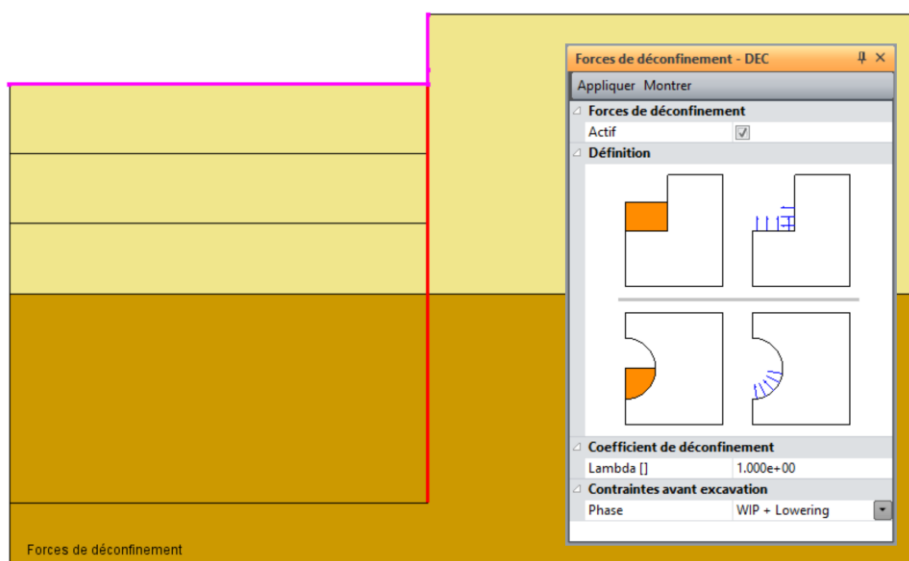 Forces de déconfinement - DEC
Appliquer Montrer
Forces de déconfinement
Actif
Définition
Coefficient de déconfinement
Lambda [] 1.000e+00
Contraintes avant excavation
Phase WIP + Lowering
Forces de déconfinement